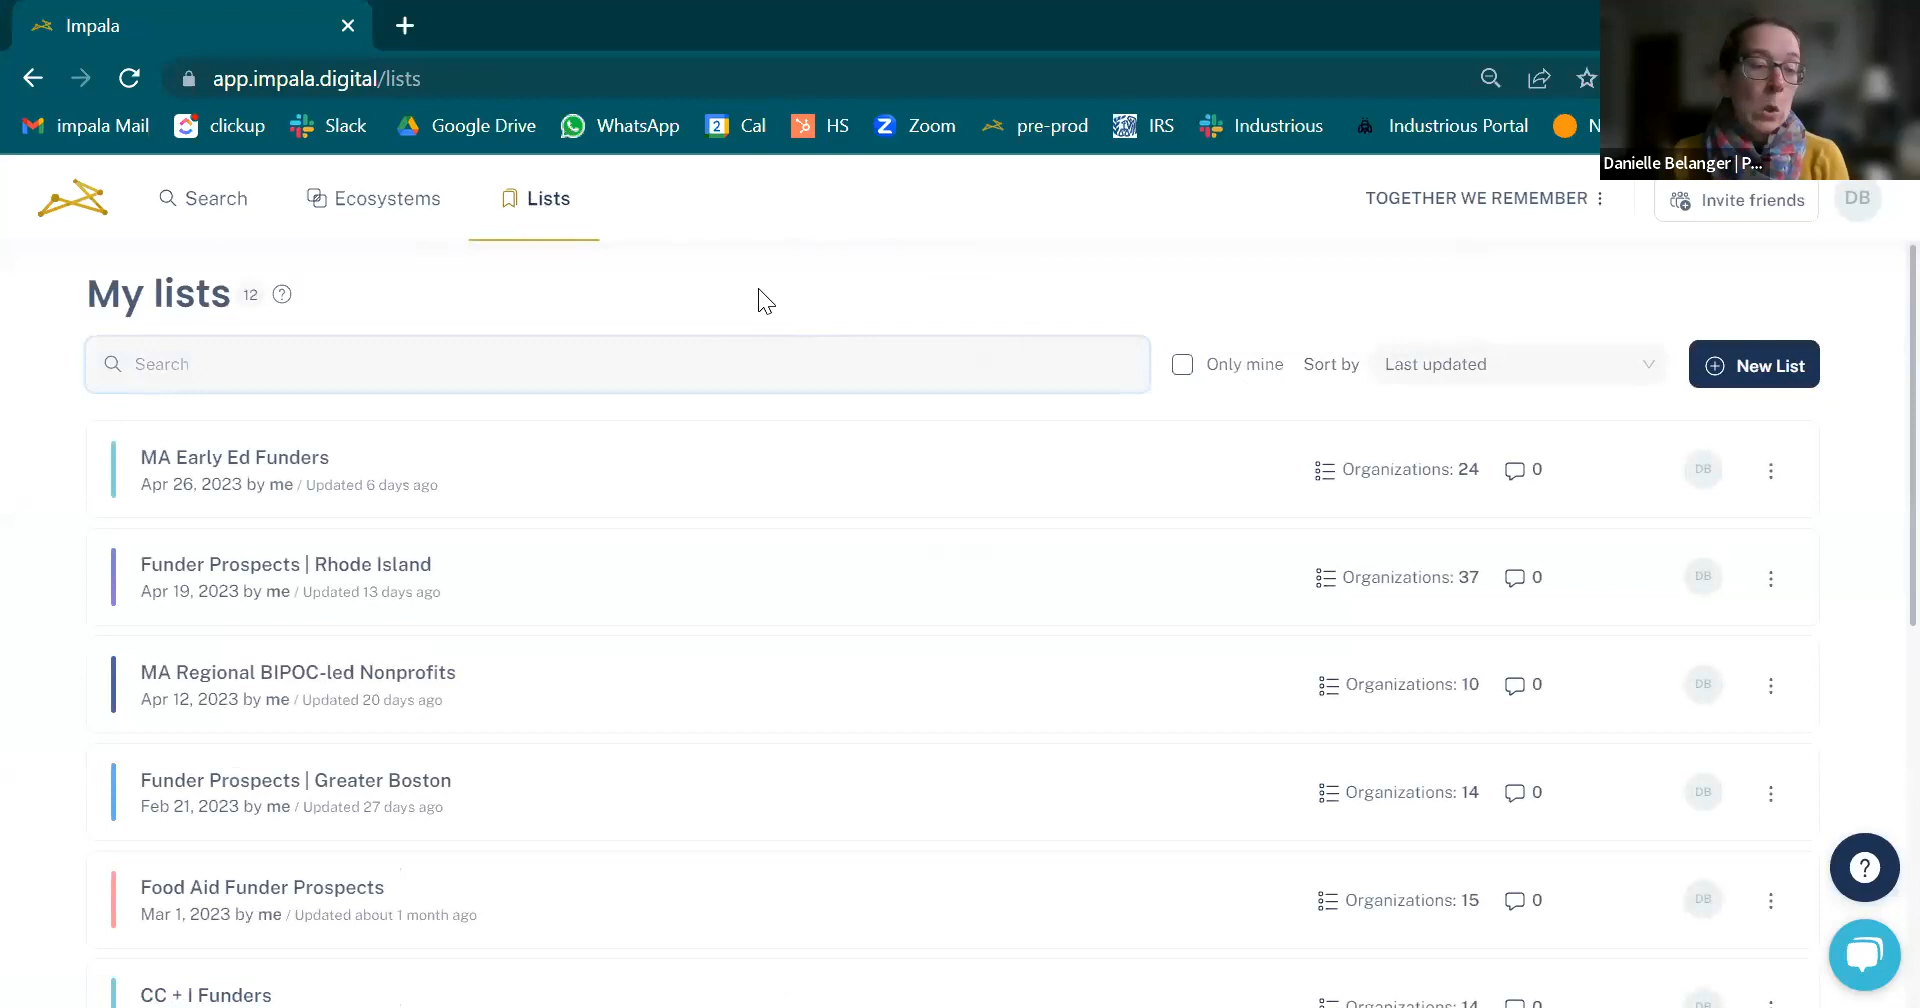 Impala
app.impala.digital/lists
impala Mail clickup Slack Google Drive WhatsApp 2 Cal HS Zoom pre-prod IRS Industrious Industrious Portal N
Danielle Belanger | P...
Search Ecosystems Lists TOGETHER WE REMEMBER Invite friends DB
My lists 12 ?
Search Only mine Sort by Last updated New List
MA Early Ed Funders
Apr 26, 2023 by me / Updated 6 days ago
Organizations: 24 0 DB
Funder Prospects | Rhode Island
Apr 19, 2023 by me / Updated 13 days ago
Organizations: 37 0 DB
MA Regional BIPOC-led Nonprofits
Apr 12, 2023 by me / Updated 20 days ago
Organizations: 10 0 DB
Funder Prospects | Greater Boston
Feb 21, 2023 by me / Updated 27 days ago
Organizations: 14 0 DB
Food Aid Funder Prospects
Mar 1, 2023 by me / Updated about 1 month ago
Organizations: 15 0 DB
?
CC + I Funders
Organizations: 14 0 DB